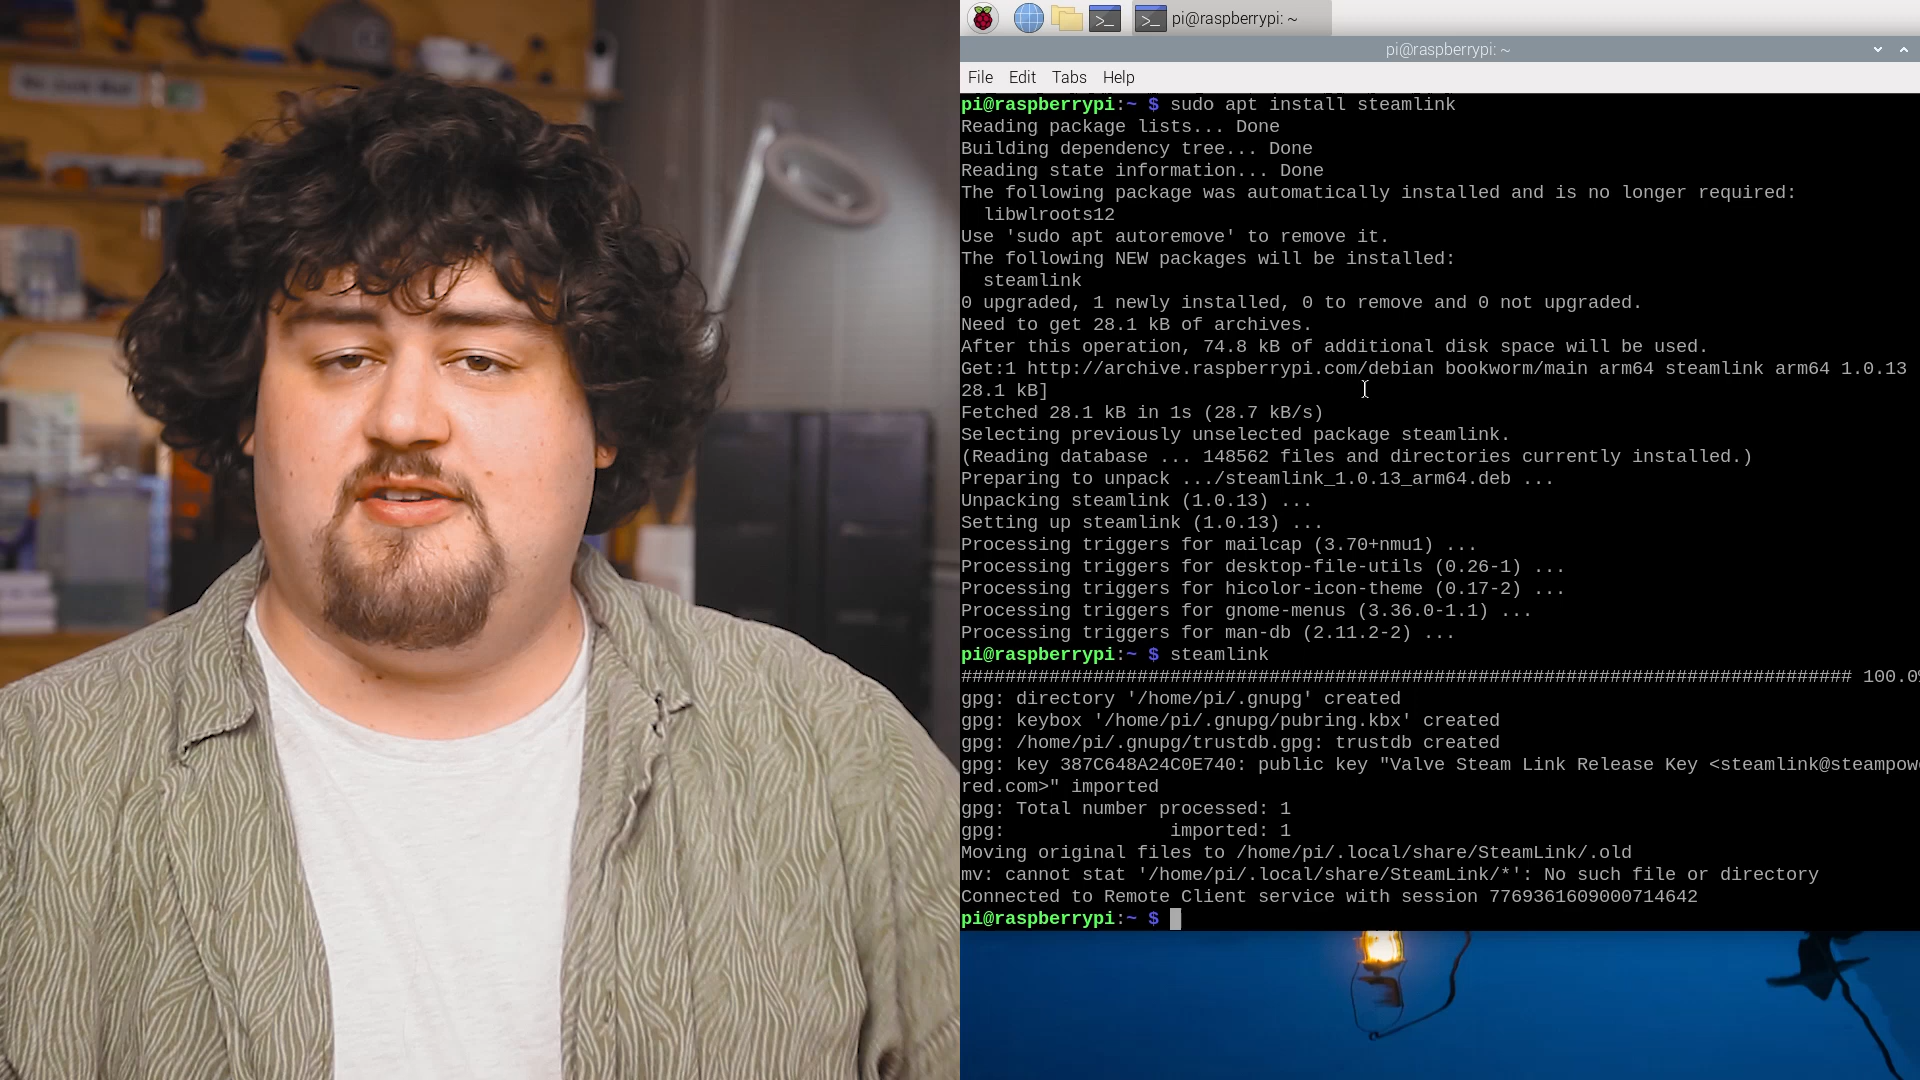 pi@raspberrypi: ~
pi@raspberrypi: ~
File Edit Tabs Help
pi@raspberrypi:~ $ sudo apt install steamlink
Reading package lists... Done
Building dependency tree... Done
Reading state information... Done
The following package was automatically installed and is no longer required:
  libwlroots12
Use 'sudo apt autoremove' to remove it.
The following NEW packages will be installed:
  steamlink
0 upgraded, 1 newly installed, 0 to remove and 0 not upgraded.
Need to get 28.1 kB of archives.
After this operation, 74.8 kB of additional disk space will be used.
Get:1 http://archive.raspberrypi.com/debian bookworm/main arm64 steamlink arm64 1.0.13
28.1 kB]
Fetched 28.1 kB in 1s (28.7 kB/s)
Selecting previously unselected package steamlink.
(Reading database ... 148562 files and directories currently installed.)
Preparing to unpack .../steamlink_1.0.13_arm64.deb ...
Unpacking steamlink (1.0.13) ...
Setting up steamlink (1.0.13) ...
Processing triggers for mailcap (3.70+nmu1) ...
Processing triggers for desktop-file-utils (0.26-1) ...
Processing triggers for hicolor-icon-theme (0.17-2) ...
Processing triggers for gnome-menus (3.36.0-1.1) ...
Processing triggers for man-db (2.11.2-2) ...
pi@raspberrypi:~ $ steamlink
################################################################################# 100.0%
gpg: directory '/home/pi/.gnupg' created
gpg: keybox '/home/pi/.gnupg/pubring.kbx' created
gpg: /home/pi/.gnupg/trustdb.gpg: trustdb created
gpg: key 387C648A24C0E740: public key "Valve Steam Link Release Key <steamlink@steampowe
red.com>" imported
gpg: Total number processed: 1
gpg:               imported: 1
Moving original files to /home/pi/.local/share/SteamLink/.old
mv: cannot stat '/home/pi/.local/share/SteamLink/*': No such file or directory
Connected to Remote Client service with session 7769361609000714642
pi@raspberrypi:~ $